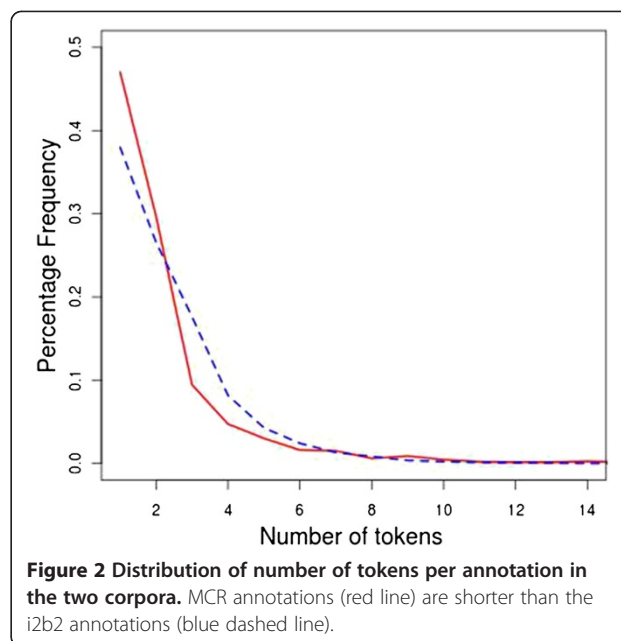 0.5
0.4
0.3
0.2
0.1
0.0
Percentage Frequency
2 4 6 8 10 12 14
Number of tokens
Figure 2 Distribution of number of tokens per annotation in
the two corpora. MCR annotations (red line) are shorter than the
i2b2 annotations (blue dashed line).